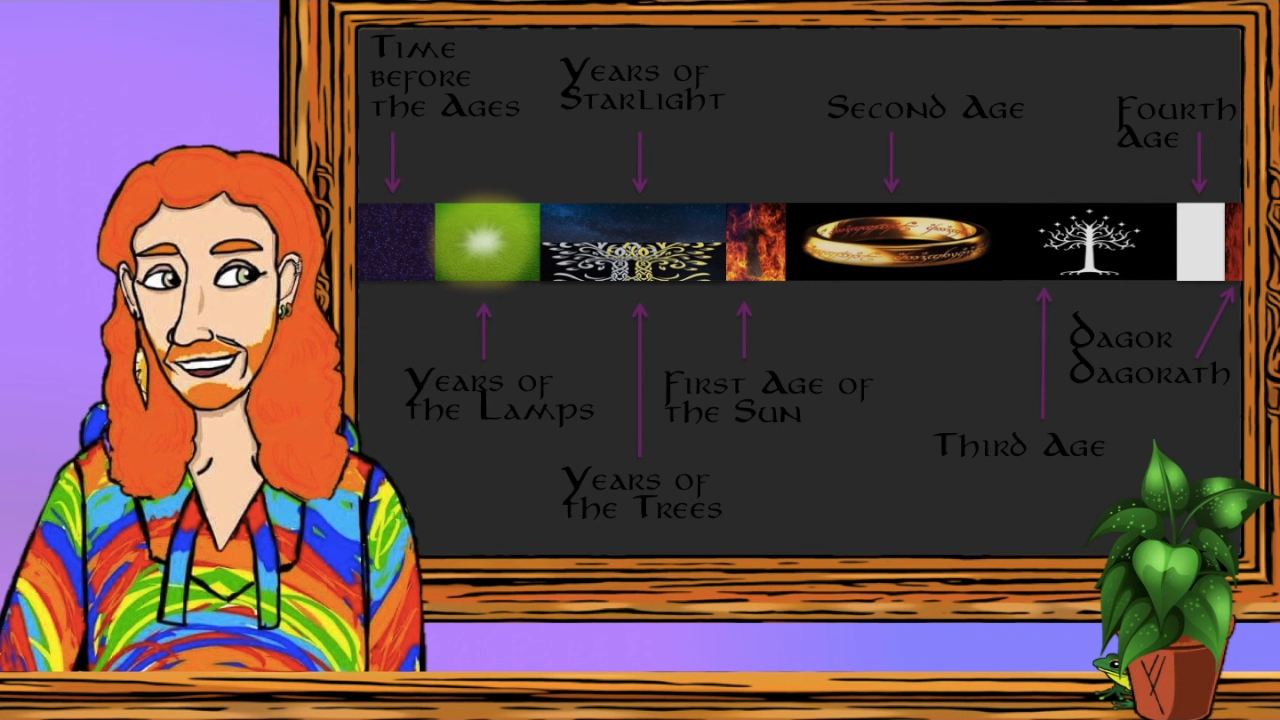 Time
before
the Ages
Years of
Starlight
Second Age
Fourth
Age
Years of
the Lamps
First Age of
the Sun
Dagor
Dagorath
Third Age
Years of
the Trees